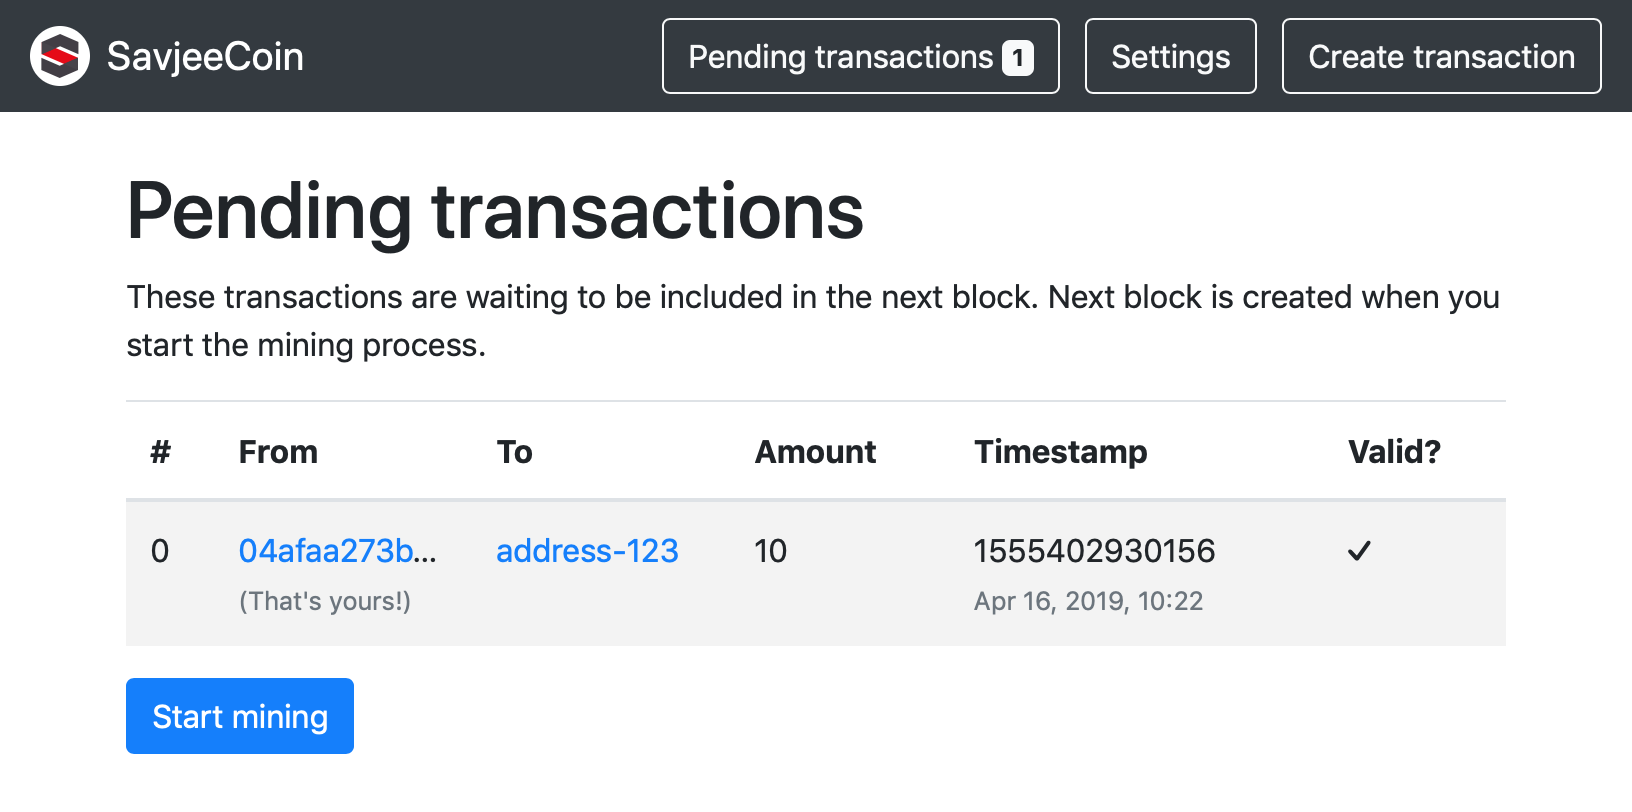 SavjeeCoin
Pending transactions 1
Settings
Create transaction
Pending transactions
These transactions are waiting to be included in the next block. Next block is created when you
start the mining process.
# From To Amount Timestamp Valid?
0 04afaa273b... address-123 10 1555402930156 ✓
(That's yours!) Apr 16, 2019, 10:22
Start mining